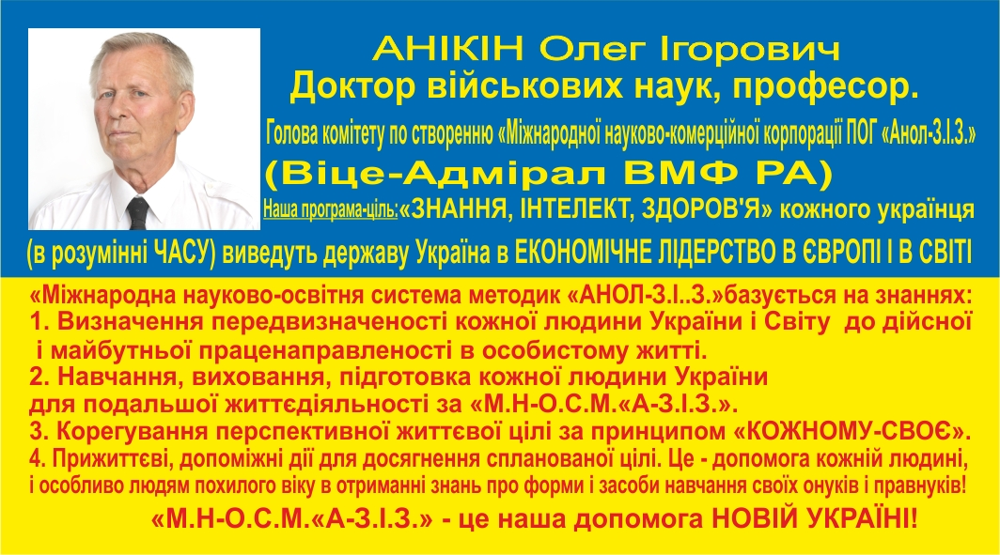 АНІКІН Олег Ігорович
Доктор військових наук, професор.
Голова комітету по створенню «Міжнародної науково-комерційної корпорації ПОГ «Анол-З.І.З.»
(Віце-Адмірал ВМФ РА)
Наша програма-ціль:«ЗНАННЯ, ІНТЕЛЕКТ, ЗДОРОВ'Я» кожного українця
(в розумінні ЧАСУ) виведуть державу Україна в ЕКОНОМІЧНЕ ЛІДЕРСТВО В ЄВРОПІ І В СВІТІ
«Міжнародна науково-освітня система методик «АНОЛ-З.І..З.»базується на знаннях:
1. Визначення передвизначеності кожної людини України і Світу до дійсної
і майбутньої праценаправленості в особистому житті.
2. Навчання, виховання, підготовка кожної людини України
для подальшої життєдіяльності за «М.Н-О.С.М.«А-З.І.З.».
3. Корегування перспективної життєвої цілі за принципом «КОЖНОМУ-СВОЄ».
4. Прижиттєві, допоміжні дії для досягнення спланованої цілі. Це - допомога кожній людині,
і особливо людям похилого віку в отриманні знань про форми і засоби навчання своїх онуків і правнуків!
«М.Н-О.С.М.«А-З.І.З.» - це наша допомога НОВІЙ УКРАЇНІ!